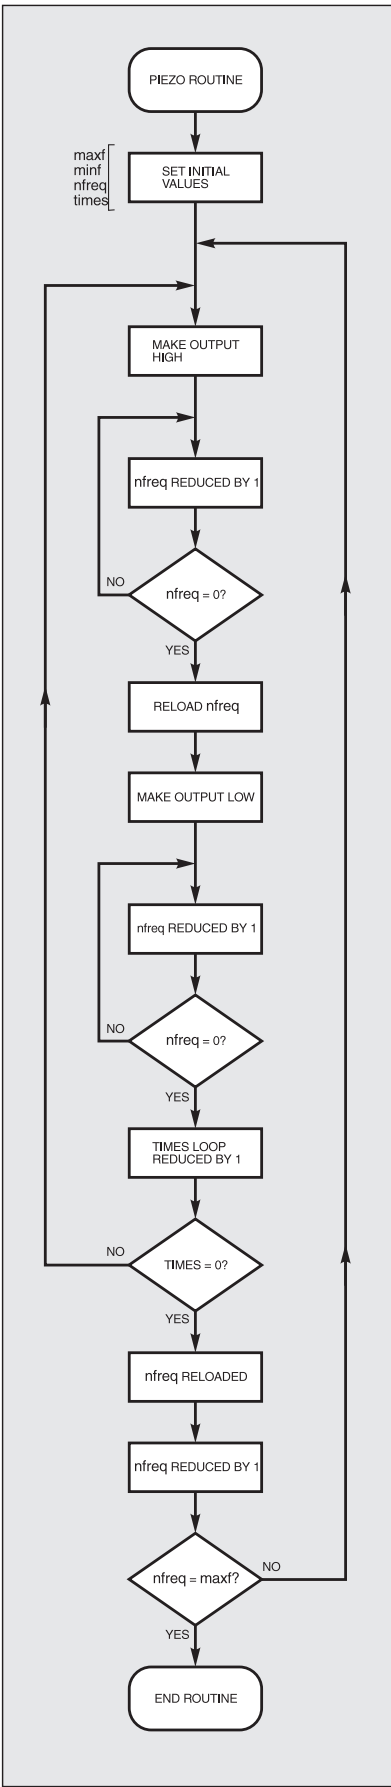 PIEZO ROUTINE
maxf
minf
nfreq
times
SET INITIAL
VALUES
MAKE OUTPUT
HIGH
nfreq REDUCED BY 1
NO
nfreq = 0?
YES
RELOAD nfreq
MAKE OUTPUT LOW
nfreq REDUCED BY 1
NO
nfreq = 0?
YES
TIMES LOOP
REDUCED BY 1
NO
TIMES = 0?
YES
nfreq RELOADED
nfreq REDUCED BY 1
nfreq = maxf?
NO
YES
END ROUTINE